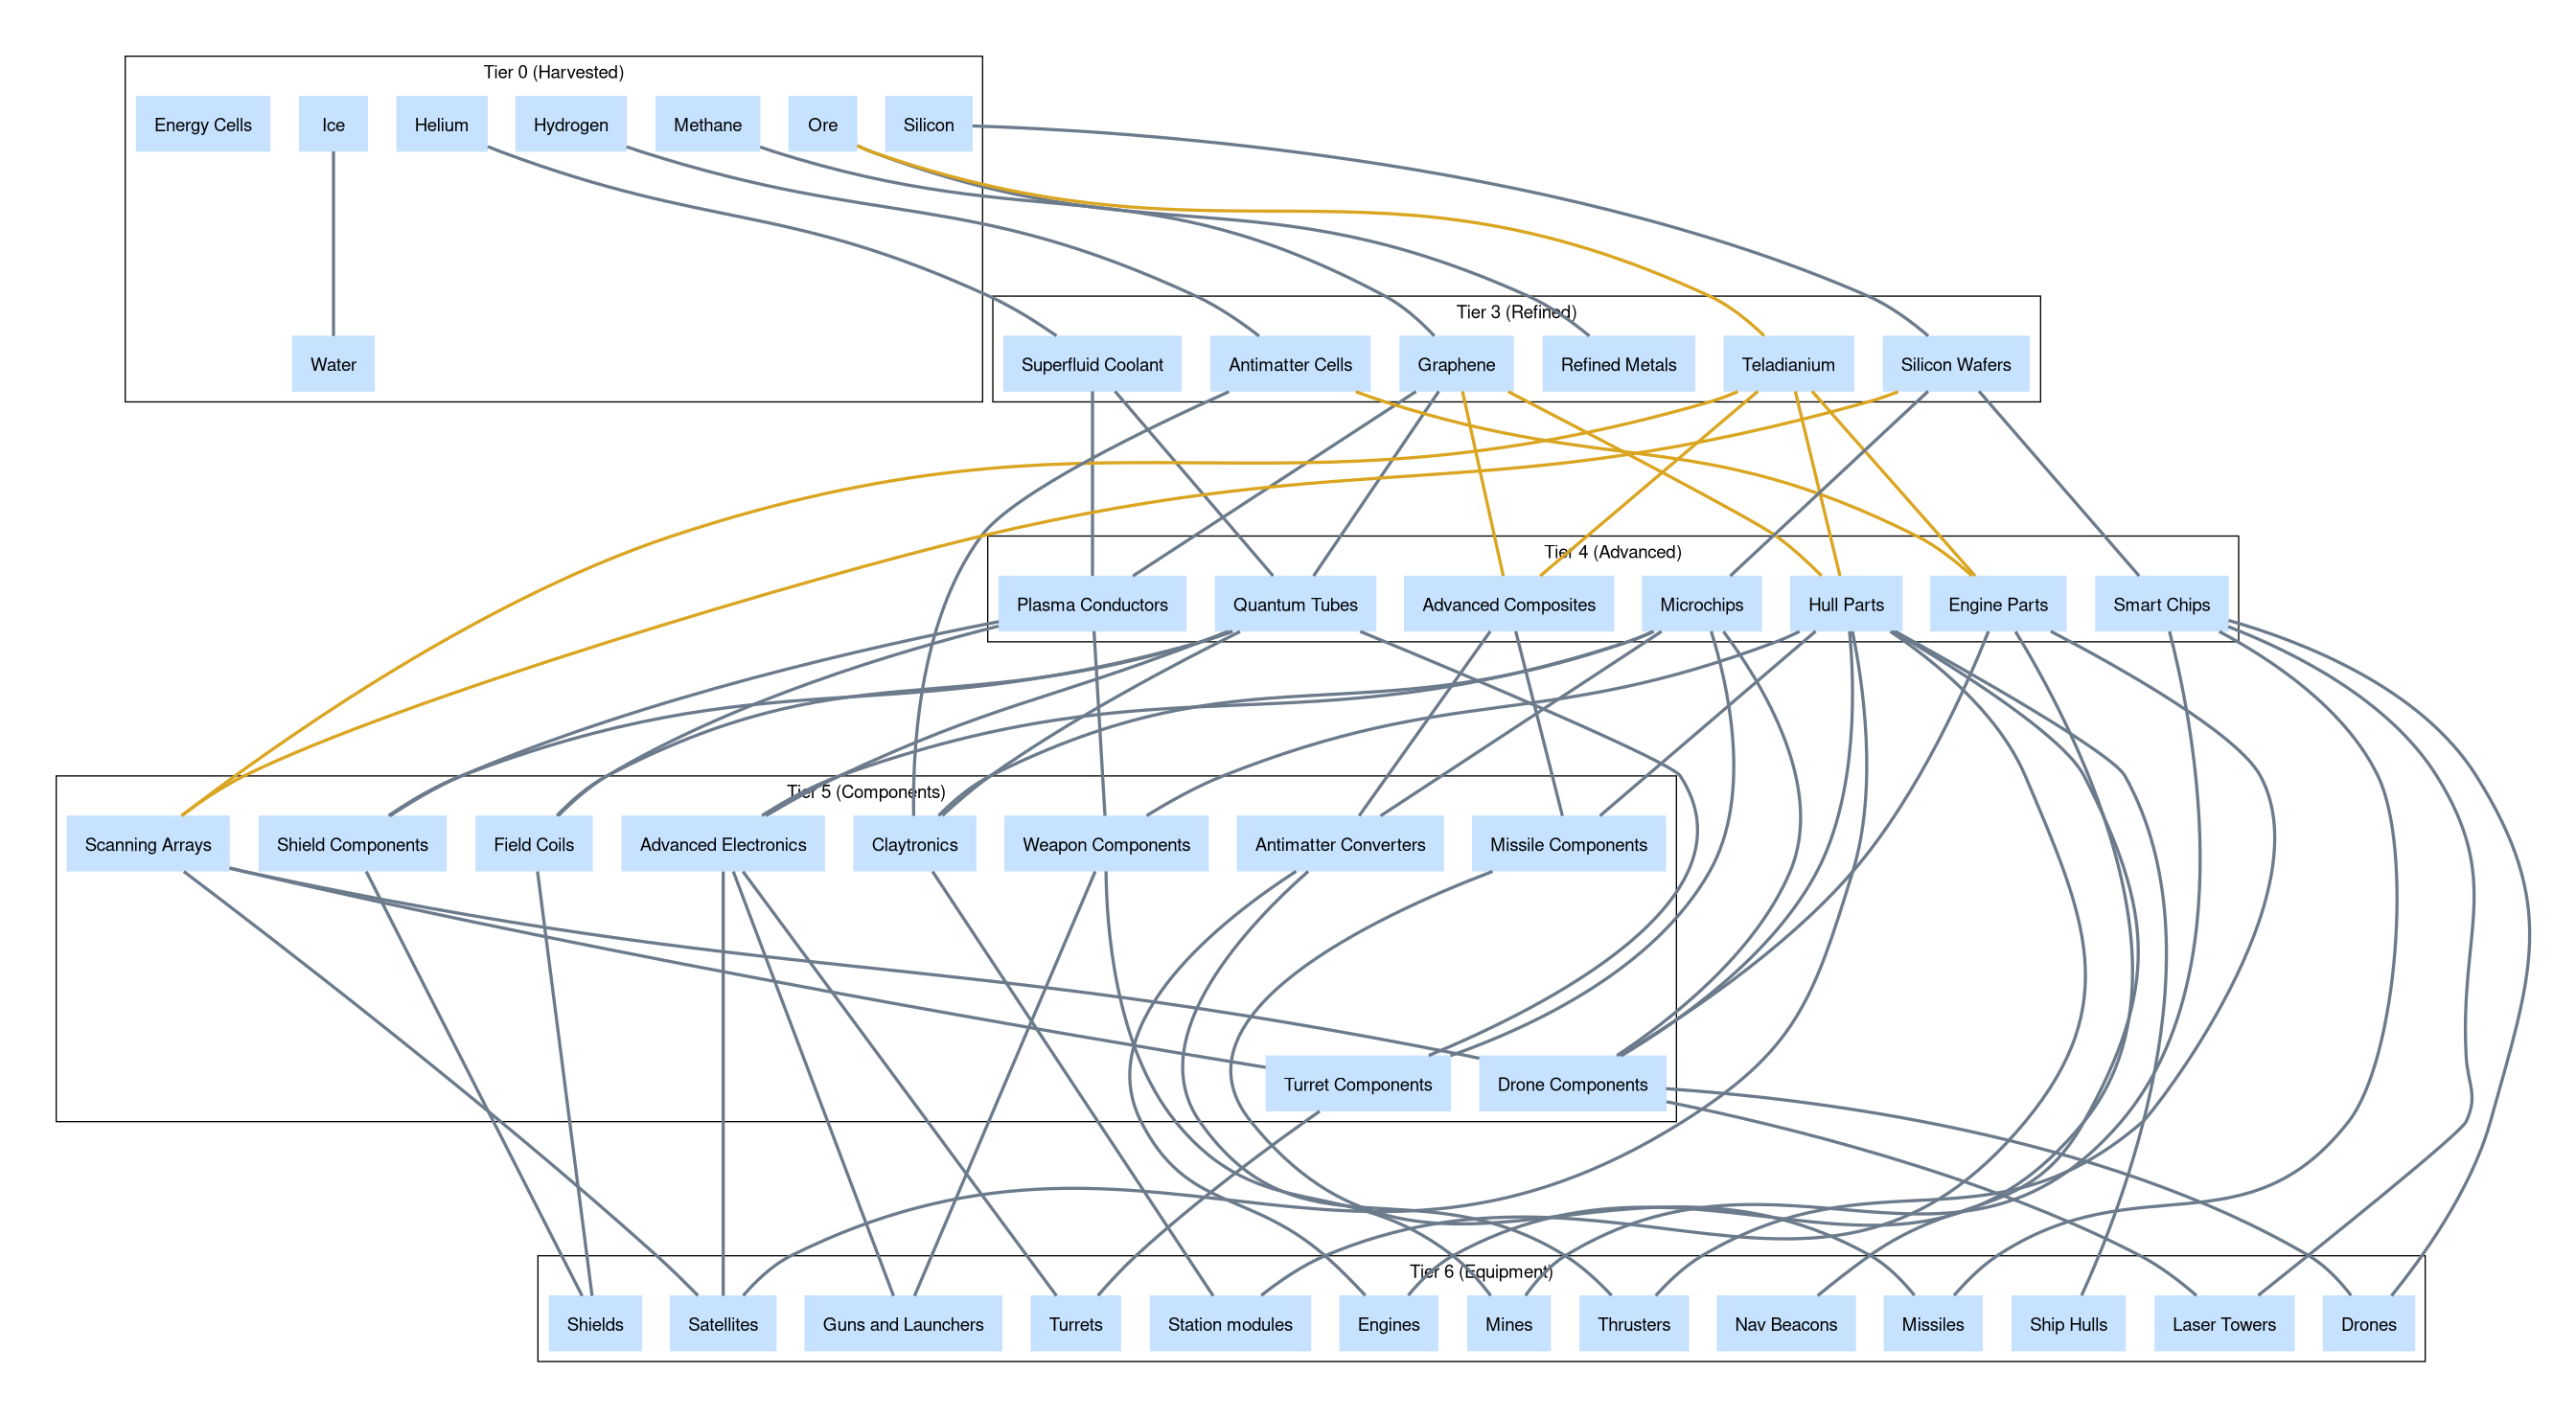 Tier 0 (Harvested)
Energy Cells
Ice
Helium
Hydrogen
Methane
Ore
Silicon
Water
Tier 3 (Refined)
Superfluid Coolant
Antimatter Cells
Graphene
Refined Metals
Teladianium
Silicon Wafers
Tier 4 (Advanced)
Plasma Conductors
Quantum Tubes
Advanced Composites
Microchips
Hull Parts
Engine Parts
Smart Chips
Tier 5 (Components)
Scanning Arrays
Shield Components
Field Coils
Advanced Electronics
Claytronics
Weapon Components
Antimatter Converters
Missile Components
Turret Components
Drone Components
Tier 6 (Equipment)
Shields
Satellites
Guns and Launchers
Turrets
Station modules
Engines
Mines
Thrusters
Nav Beacons
Missiles
Ship Hulls
Laser Towers
Drones